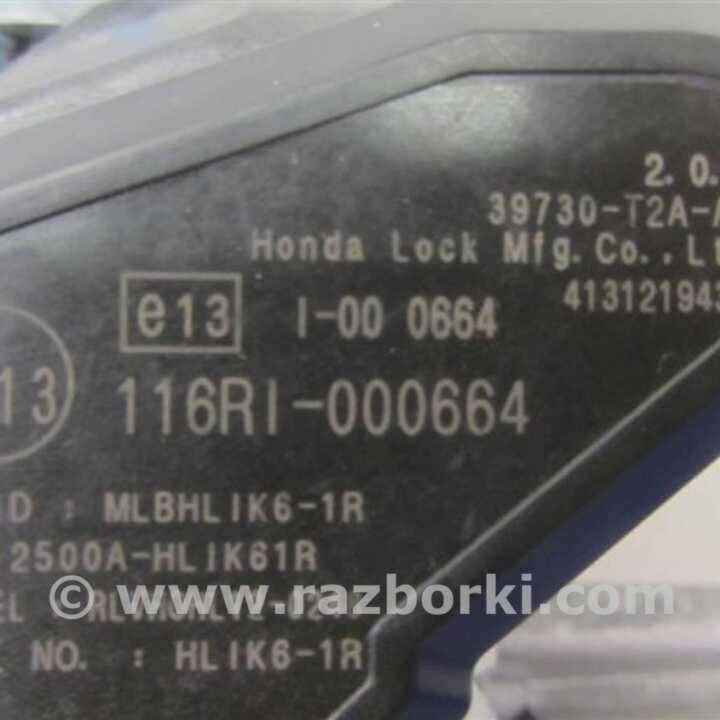 2.0.
39730-T2A-
Honda Lock Mfg.Co.,Lt
e13 I-00 0664
41312194
13 116RI-000664
ID : MLBHLIK6-1R
2500A-HLIK61R
© www.razborki.com
NO. : HLIK6-1R